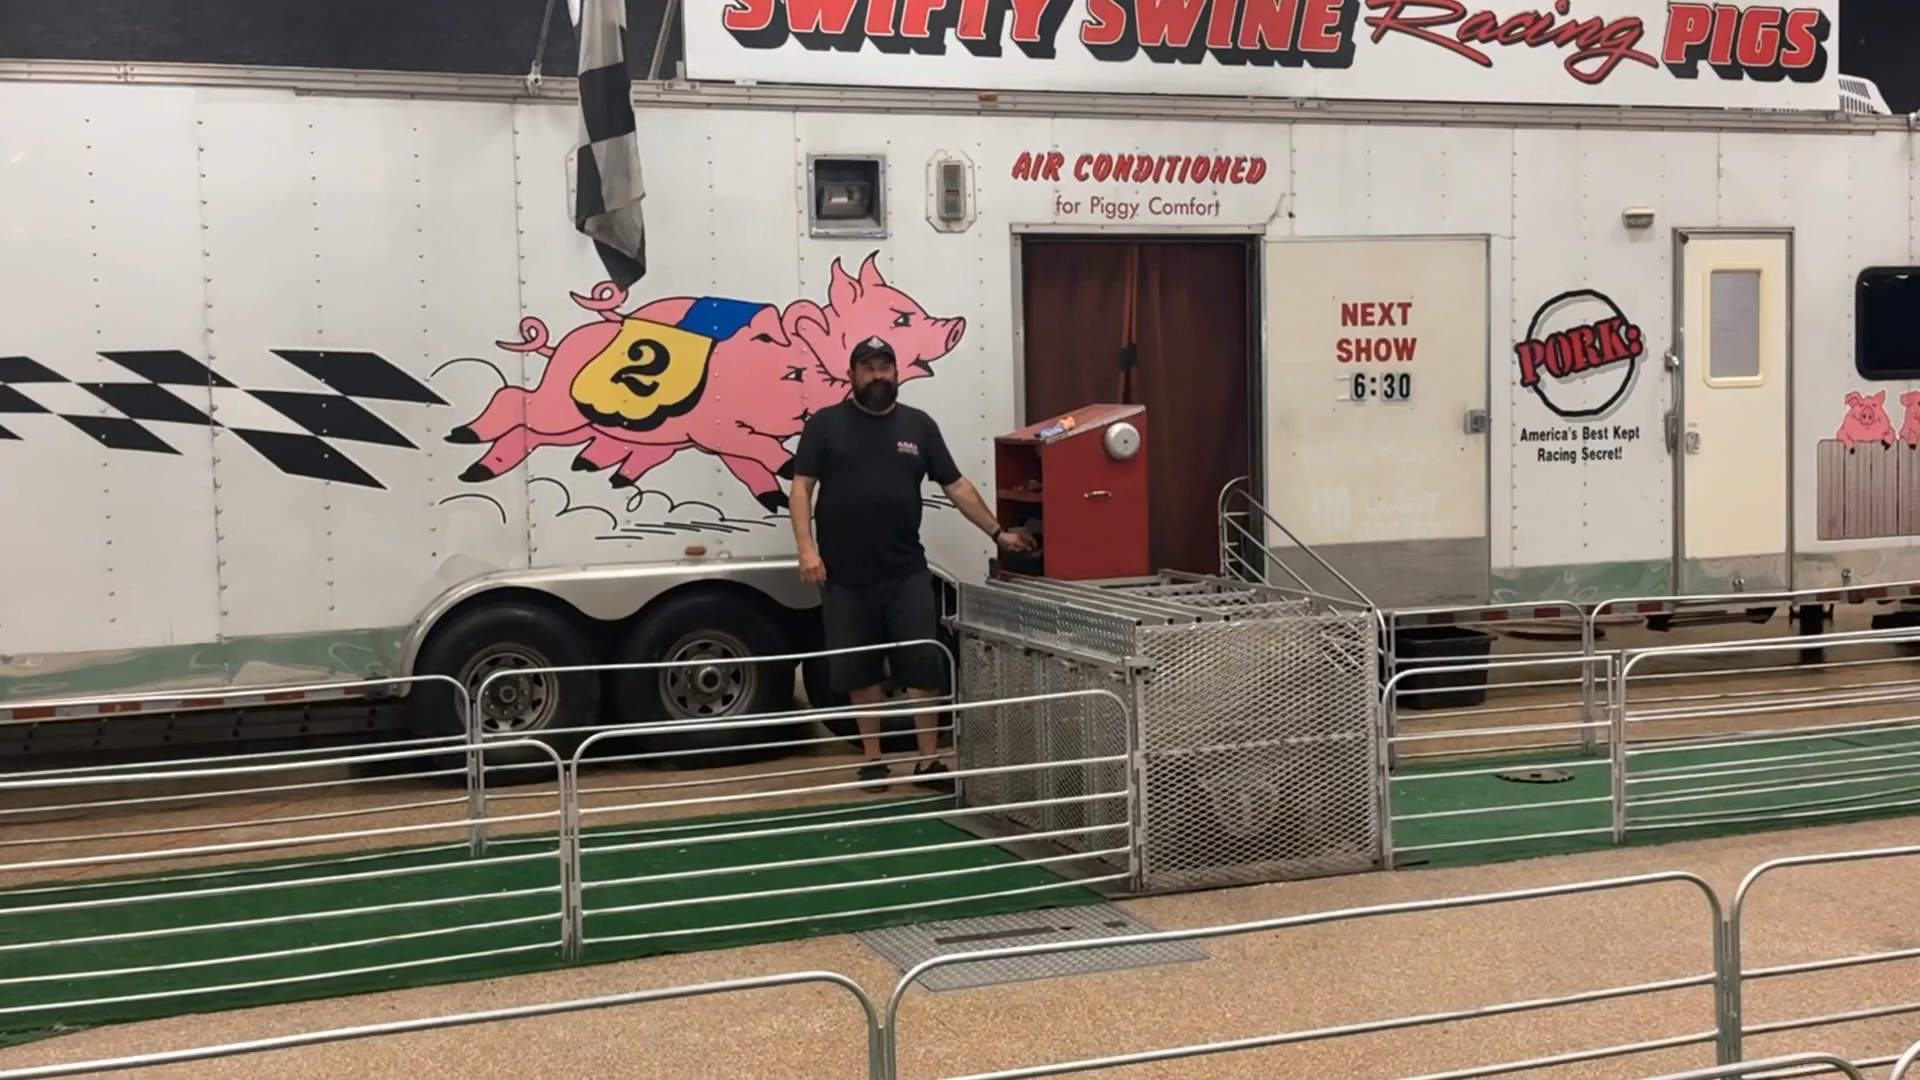 SWIFTY SWINE Racing PIGS
AIR CONDITIONED
for Piggy Comfort
2
NEXT
SHOW
6:30
PORK:
America's Best Kept
Racing Secret!